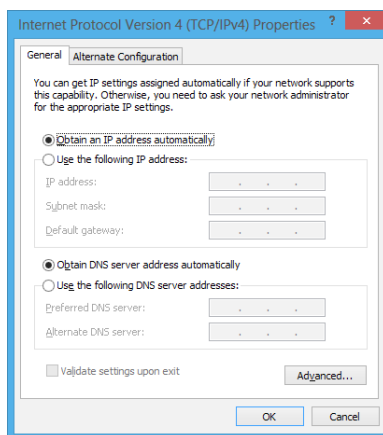 Internet Protocol Version 4 (TCP/IPv4) Properties ? ×
General Alternate Configuration
You can get IP settings assigned automatically if your network supports
this capability. Otherwise, you need to ask your network administrator
for the appropriate IP settings.
Obtain an IP address automatically
Use the following IP address:
IP address: . . .
Subnet mask: . . .
Default gateway: . . .
Obtain DNS server address automatically
Use the following DNS server addresses:
Preferred DNS server: . . .
Alternate DNS server: . . .
Validate settings upon exit
Advanced...
OK Cancel